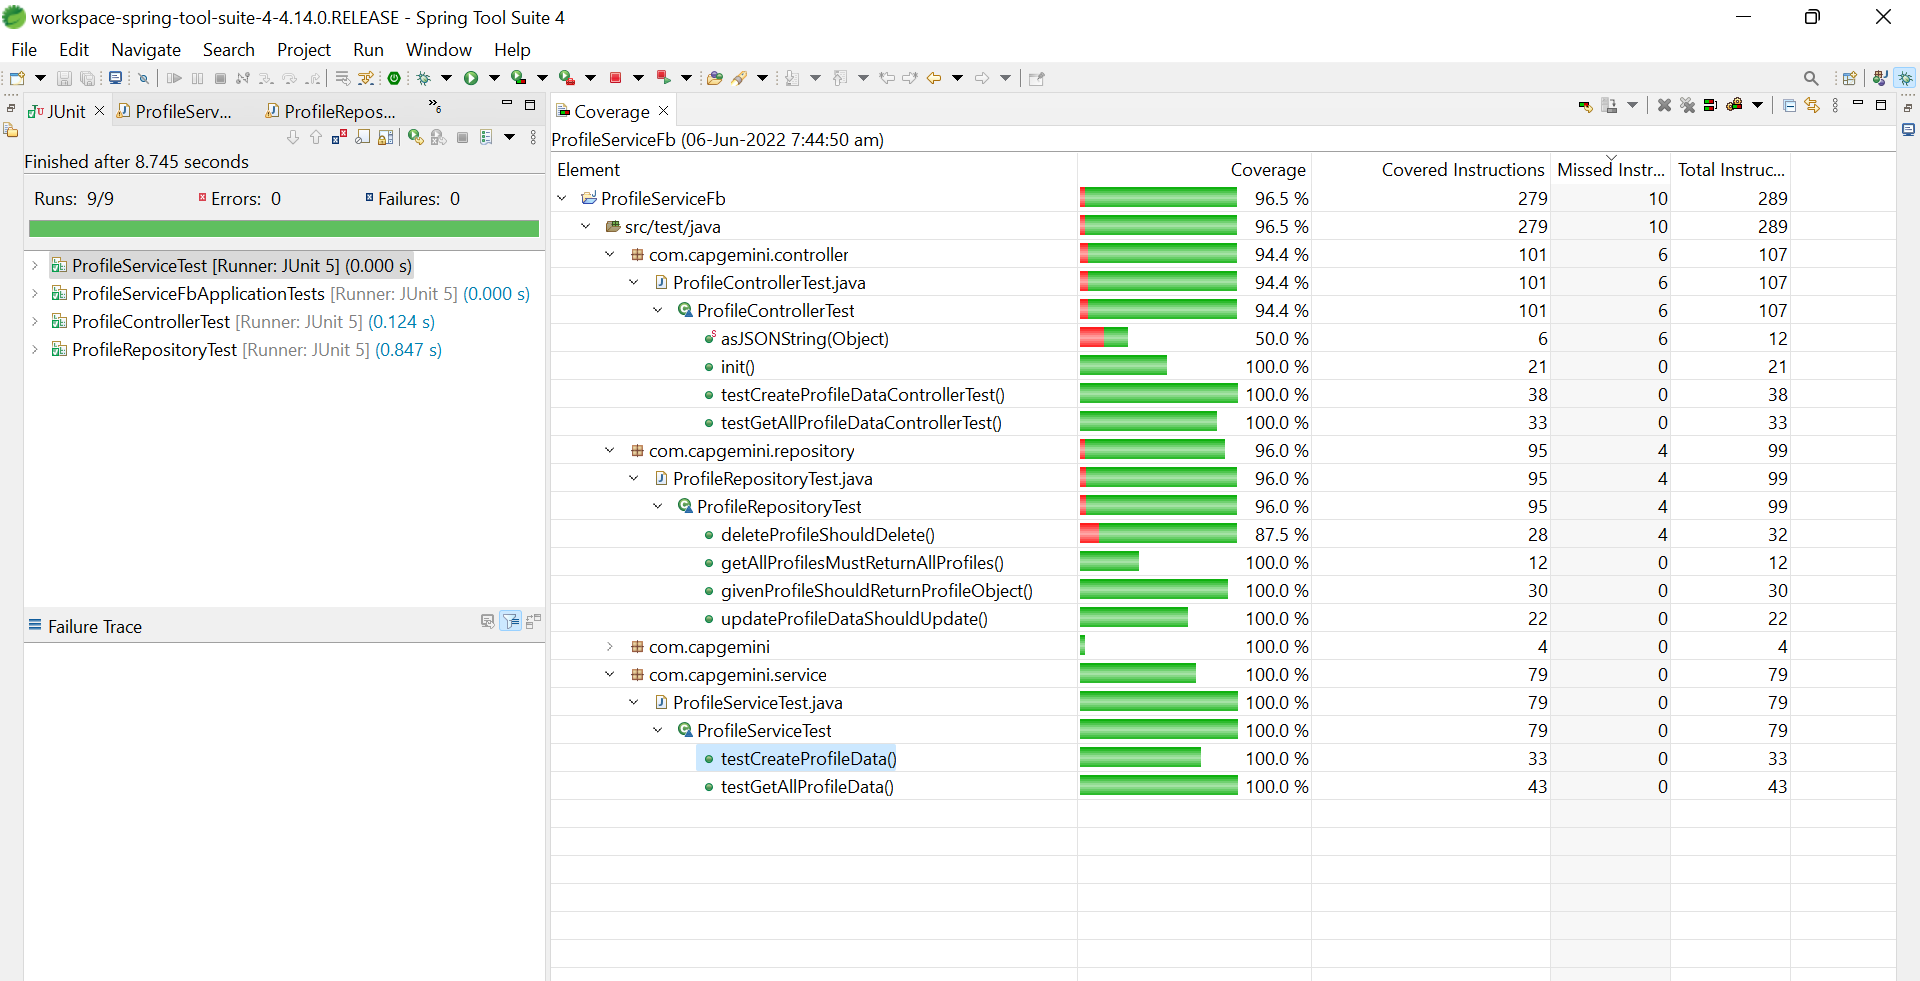 workspace-spring-tool-suite-4-4.14.0.RELEASE - Spring Tool Suite 4
File Edit Navigate Search Project Run Window Help
JU JUnit ProfileServ... ProfileRepos... »6
Finished after 8.745 seconds
Runs: 9/9 Errors: 0 Failures: 0
ProfileServiceTest [Runner: JUnit 5] (0.000 s)
ProfileServiceFbApplicationTests [Runner: JUnit 5] (0.000 s)
ProfileControllerTest [Runner: JUnit 5] (0.124 s)
ProfileRepositoryTest [Runner: JUnit 5] (0.847 s)
Failure Trace
Coverage
ProfileServiceFb (06-Jun-2022 7:44:50 am)
Element Coverage Covered Instructions Missed Instr... Total Instruc...
ProfileServiceFb 96.5 % 279 10 289
src/test/java 96.5 % 279 10 289
com.capgemini.controller 94.4 % 101 6 107
ProfileControllerTest.java 94.4 % 101 6 107
ProfileControllerTest 94.4 % 101 6 107
asJSONString(Object) 50.0 % 6 6 12
init() 100.0 % 21 0 21
testCreateProfileDataControllerTest() 100.0 % 38 0 38
testGetAllProfileDataControllerTest() 100.0 % 33 0 33
com.capgemini.repository 96.0 % 95 4 99
ProfileRepositoryTest.java 96.0 % 95 4 99
ProfileRepositoryTest 96.0 % 95 4 99
deleteProfileShouldDelete() 87.5 % 28 4 32
getAllProfilesMustReturnAllProfiles() 100.0 % 12 0 12
givenProfileShouldReturnProfileObject() 100.0 % 30 0 30
updateProfileDataShouldUpdate() 100.0 % 22 0 22
com.capgemini 100.0 % 4 0 4
com.capgemini.service 100.0 % 79 0 79
ProfileServiceTest.java 100.0 % 79 0 79
ProfileServiceTest 100.0 % 79 0 79
testCreateProfileData() 100.0 % 33 0 33
testGetAllProfileData() 100.0 % 43 0 43